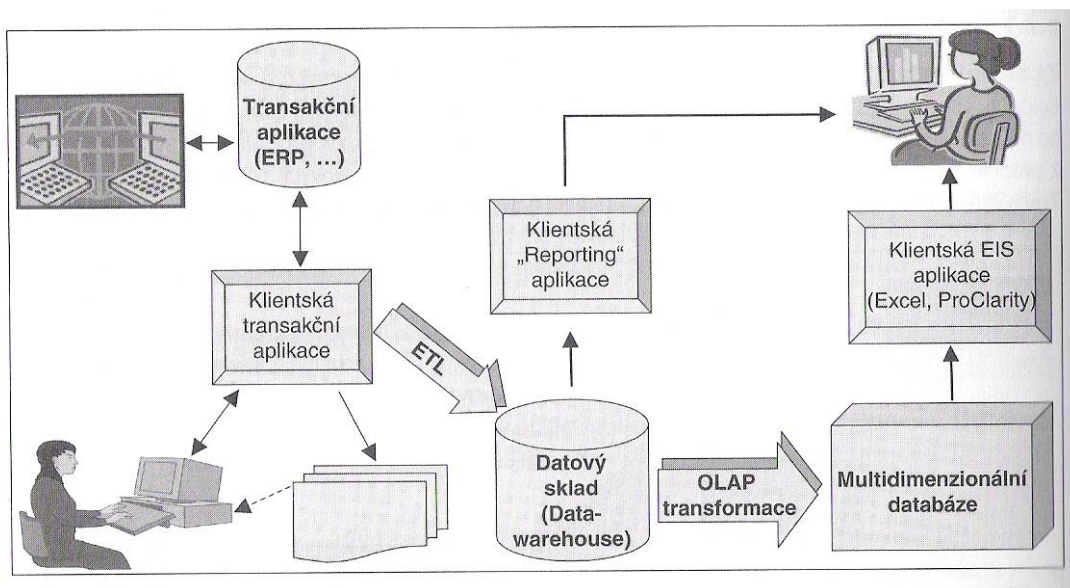 Transakční
aplikace
(ERP, ...)
Klientská
transakční
aplikace
ETL
Klientská
„Reporting“
aplikace
Klientská EIS
aplikace
(Excel, ProClarity)
Datový
sklad
(Data-
warehouse)
OLAP
transformace
Multidimenzionální
databáze